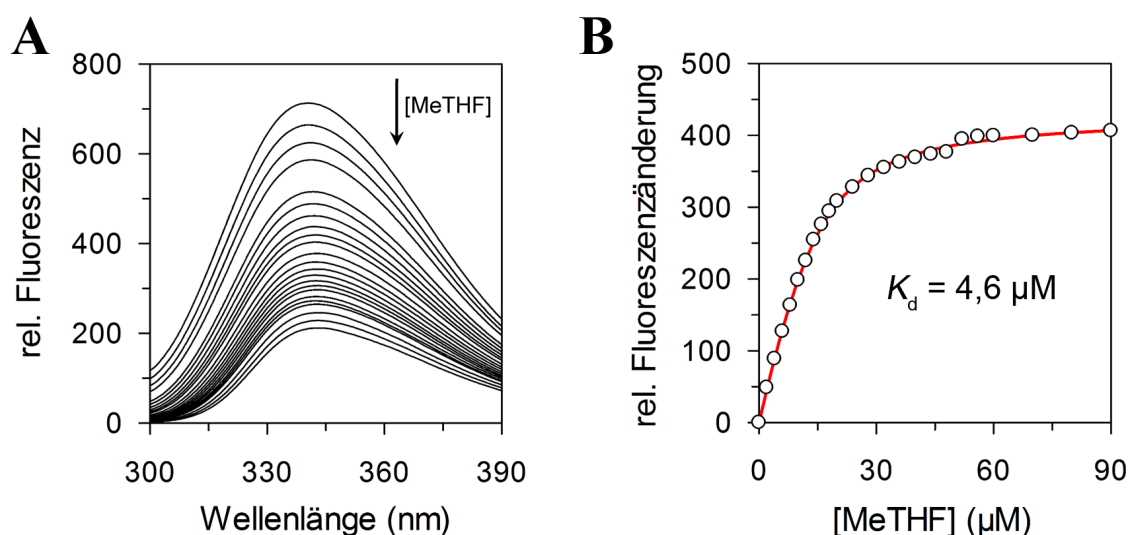 A
rel. Fluoreszenz
800
600
400
200
0
[MeTHF]
300
330
360
390
Wellenlänge (nm)
B
rel. Fluoreszenzänderung
500
400
300
200
100
0
Kd = 4,6 µM
0
30
60
90
[MeTHF] (µM)